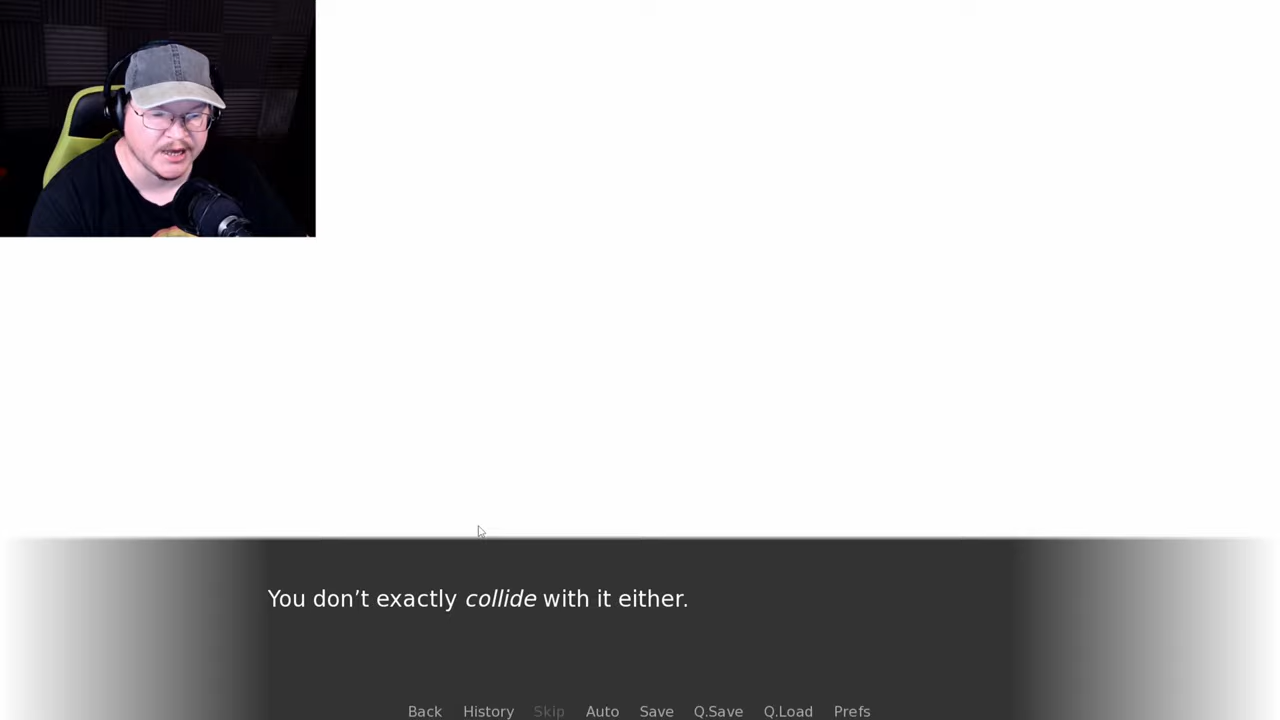 You don’t exactly collide with it either.
Back History Skip Auto Save Q.Save Q.Load Prefs